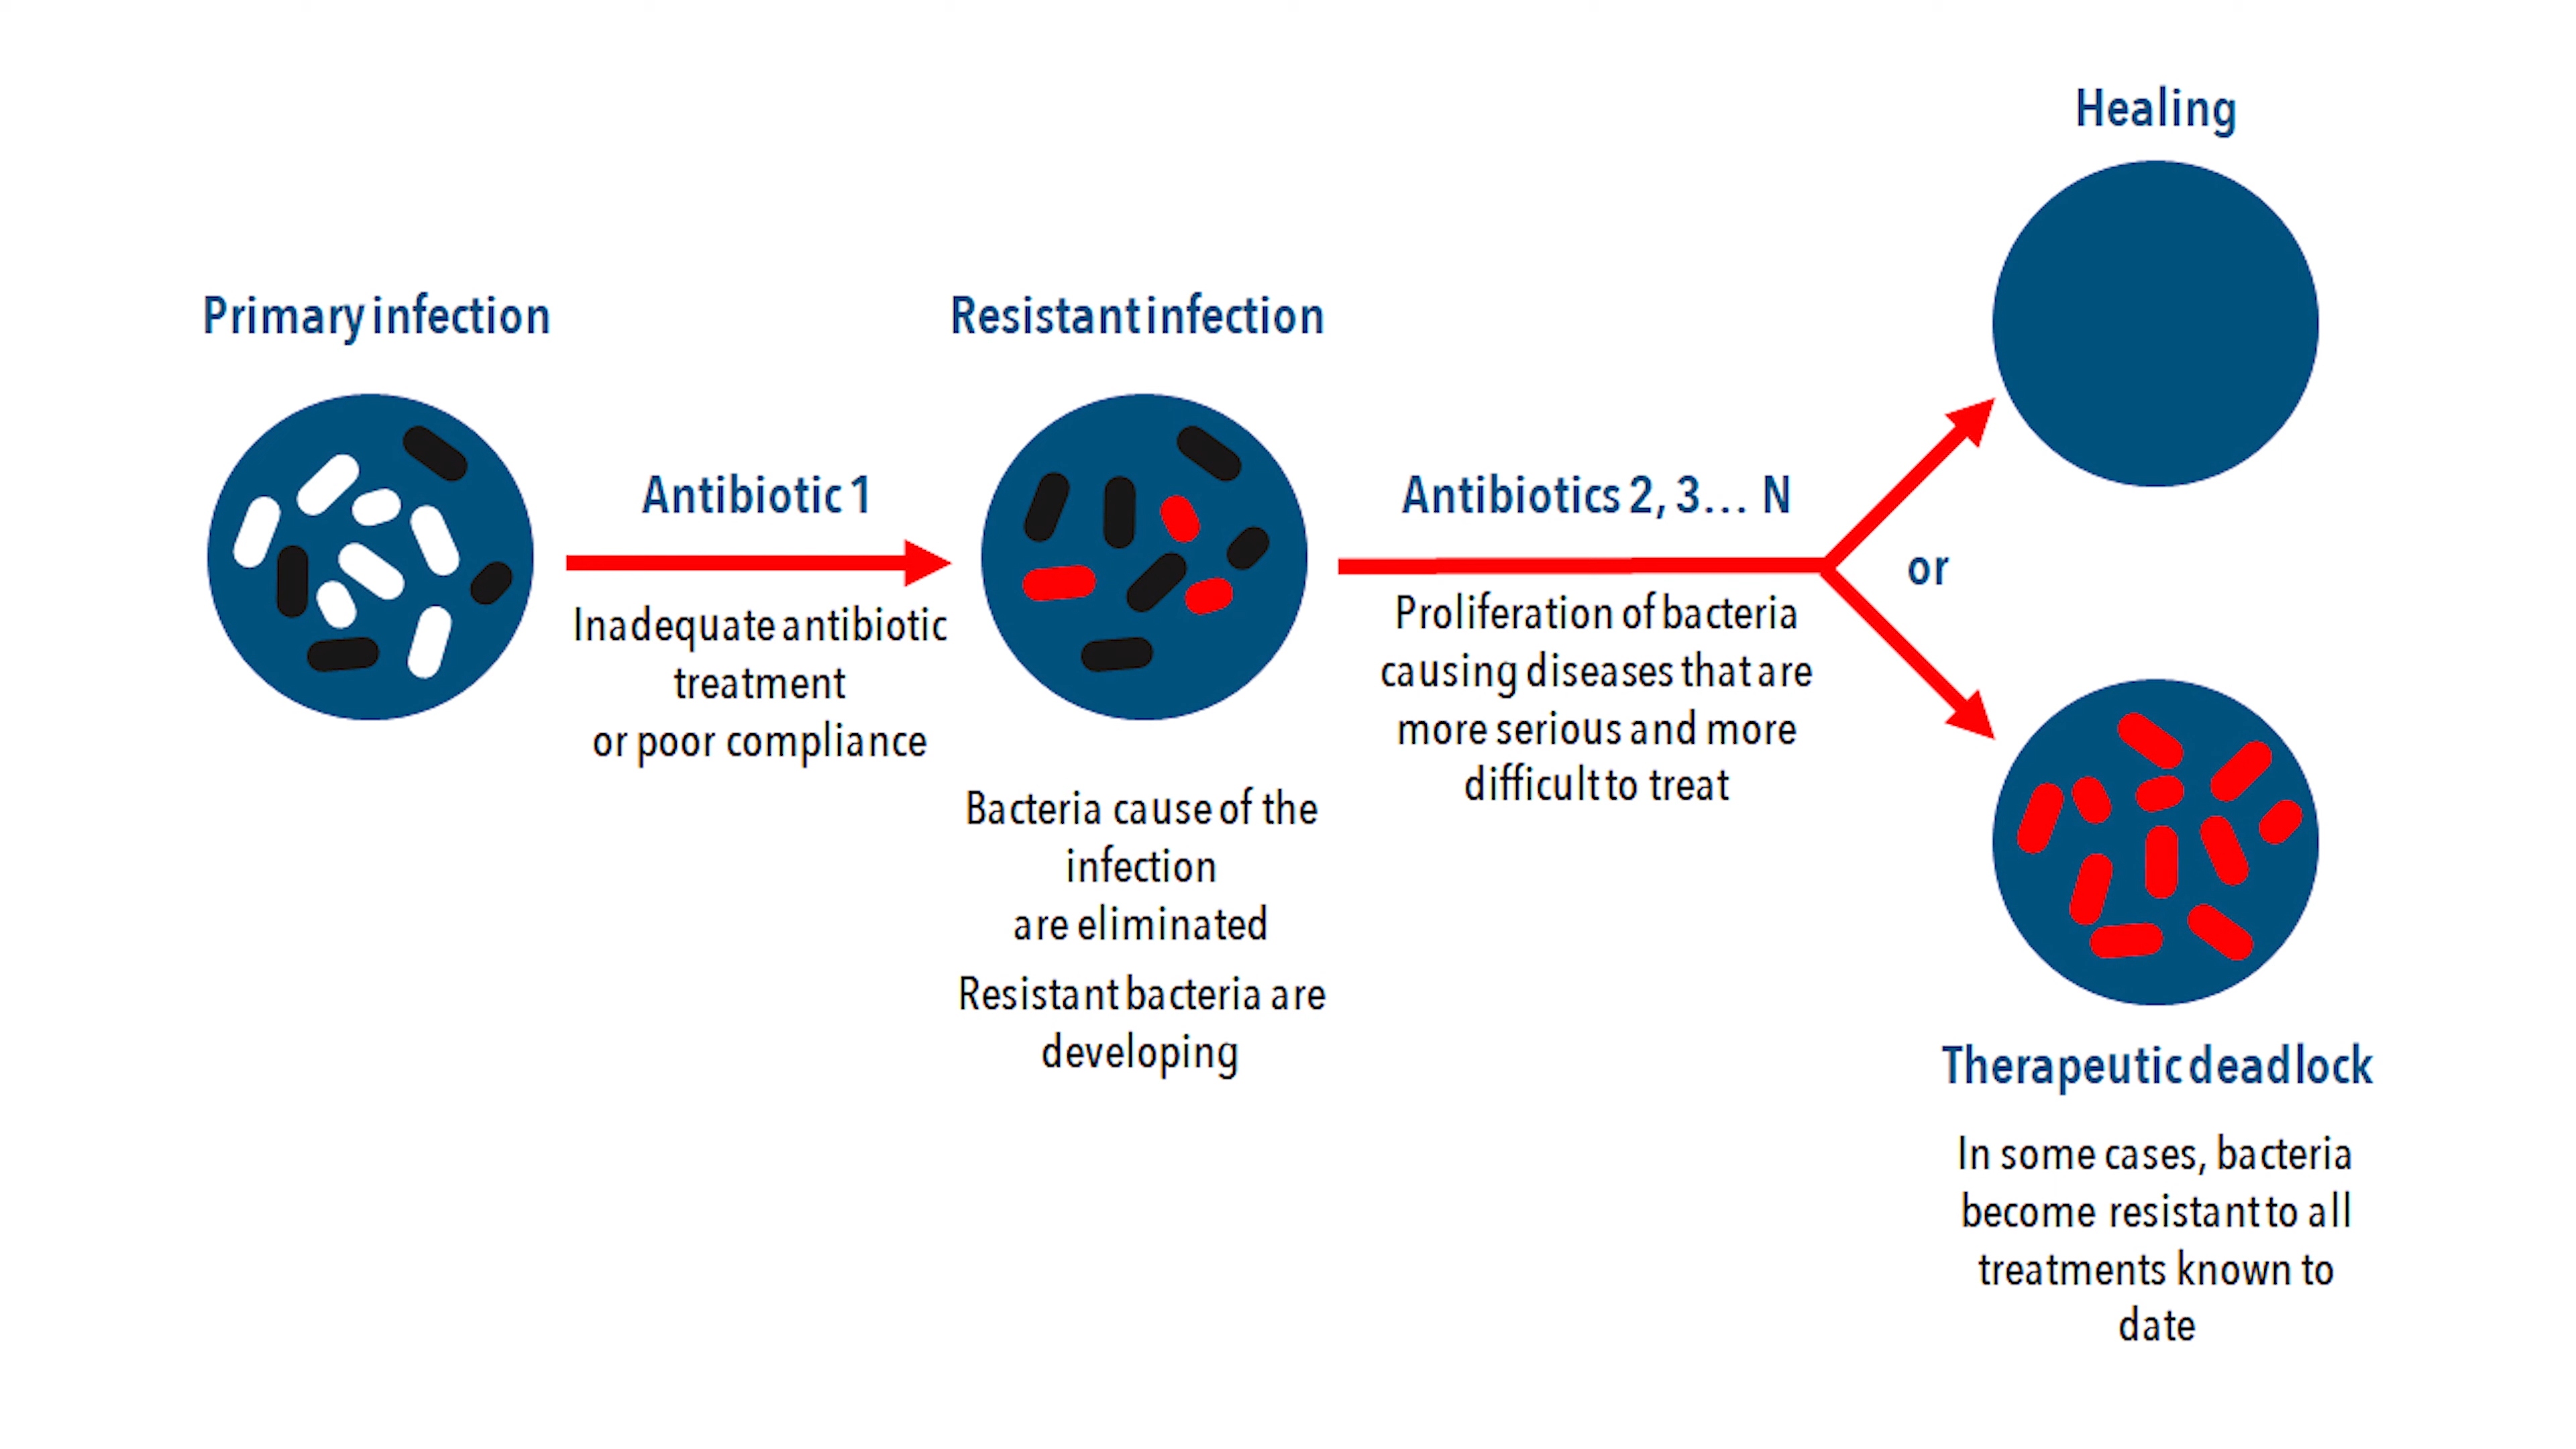 Primary infection
Antibiotic 1
Inadequate antibiotic
treatment
or poor compliance
Resistant infection
Bacteria cause of the
infection
are eliminated
Resistant bacteria are
developing
Antibiotics 2, 3... N
Proliferation of bacteria
causing diseases that are
more serious and more
difficult to treat
Healing
or
Therapeutic deadlock
In some cases, bacteria
become resistant to all
treatments known to
date